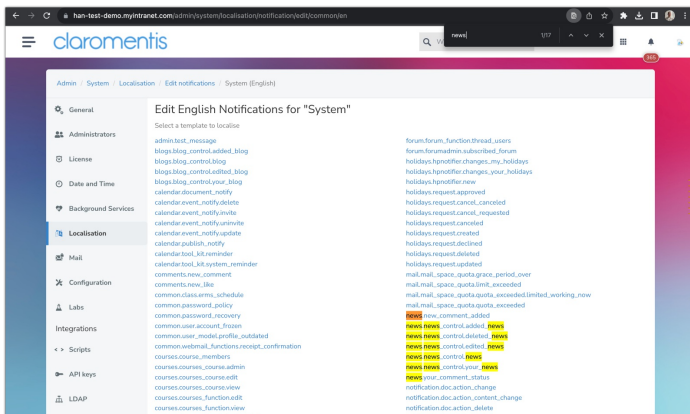 han-test-demo.myintranet.com/admin/system/localisation/notification/edit/common/en
news
1/17
claromentis
365
Admin / System / Localisation / Edit notifications / System (English)
General
Administrators
License
Date and Time
Background Services
Localisation
Mail
Configuration
Labs
Integrations
Scripts
API keys
LDAP
Edit English Notifications for "System"
Select a template to localise
admin.test_message
blogs.blog_control.added_blog
blogs.blog_control.blog
blogs.blog_control.edited_blog
blogs.blog_control.your_blog
calendar.document_notify
calendar.event_notify.delete
calendar.event_notify.invite
calendar.event_notify.uninvite
calendar.event_notify.update
calendar.publish_notify
calendar.tool_kit.reminder
calendar.tool_kit.system_reminder
comments.new_comment
comments.new_like
common.class.erms_schedule
common.password_policy
common.password_recovery
common.user.account_frozen
common.user_model.profile_outdated
common.webmail_functions.receipt_confirmation
courses.course_members
courses.courses_course.admin
courses.courses_course.edit
courses.courses_course.view
courses.courses_function.edit
courses.courses_function.view
forum.forum_function.thread_users
forum.forumadmin.subscribed_forum
holidays.hpnotifier.changes_my_holidays
holidays.hpnotifier.changes_your_holidays
holidays.hpnotifier.new
holidays.request.approved
holidays.request.cancel_canceled
holidays.request.cancel_requested
holidays.request.canceled
holidays.request.created
holidays.request.declined
holidays.request.deleted
holidays.request.updated
mail.mail_space_quota.grace_period_over
mail.mail_space_quota.limit_exceeded
mail.mail_space_quota.quota_exceeded.limited_working_now
mail.mail_space_quota.quota_exceeded
news.new_comment_added
news.news_control.added_news
news.news_control.deleted_news
news.news_control.edited_news
news.news_control.news
news.news_control.your_news
news.your_comment_status
notification.doc.action_change
notification.doc.action_content_change
notification.doc.action_delete